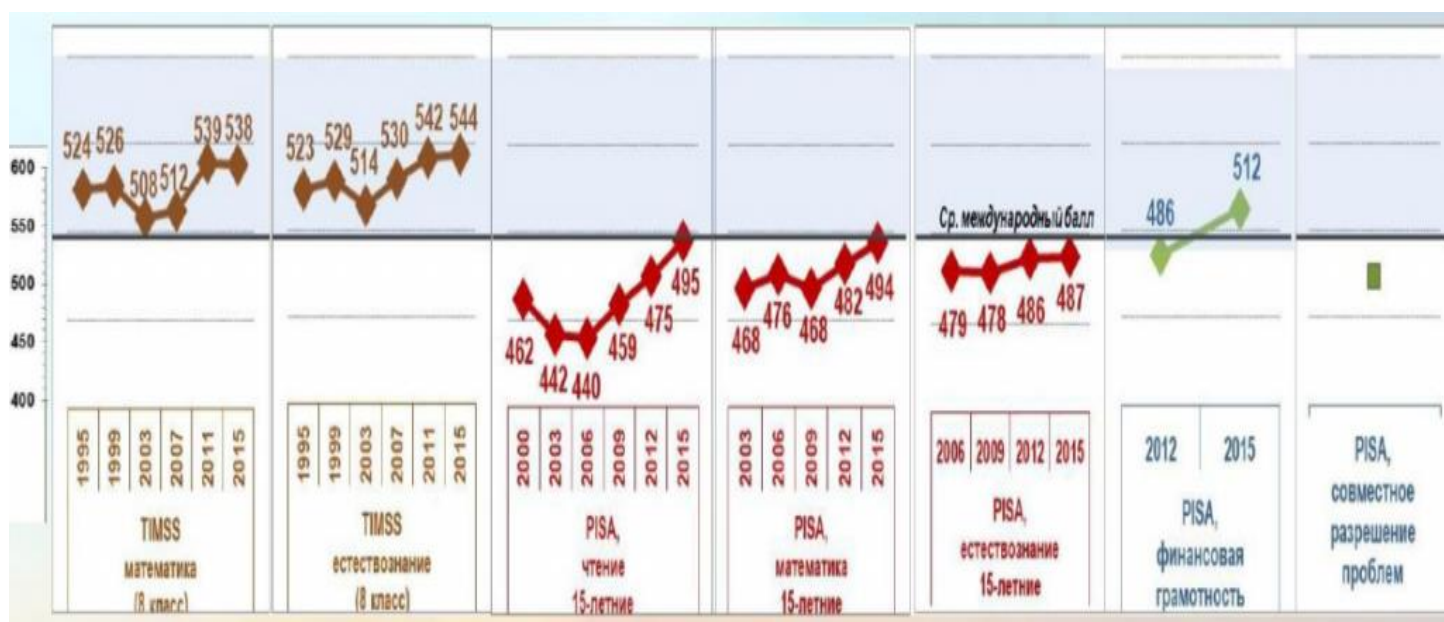 600
550
500
450
400
524 526 508 512 539 538
1995 1999 2003 2007 2011 2015
TIMSS
математика
(8 класс)
523 529 514 530 542 544
1995 1999 2003 2007 2011 2015
TIMSS
естествознание
(8 класс)
462 442 440 459 475 495
2000 2003 2006 2009 2012 2015
PISA,
чтение
15-летние
468 476 468 482 494
2003 2006 2009 2012 2015
PISA,
математика
15-летние
Ср. международный балл
479 478 486 487
2006 2009 2012 2015
PISA,
естествознание
15-летние
486 512
2012 2015
PISA,
финансовая
грамотность
PISA,
совместное
разрешение
проблем